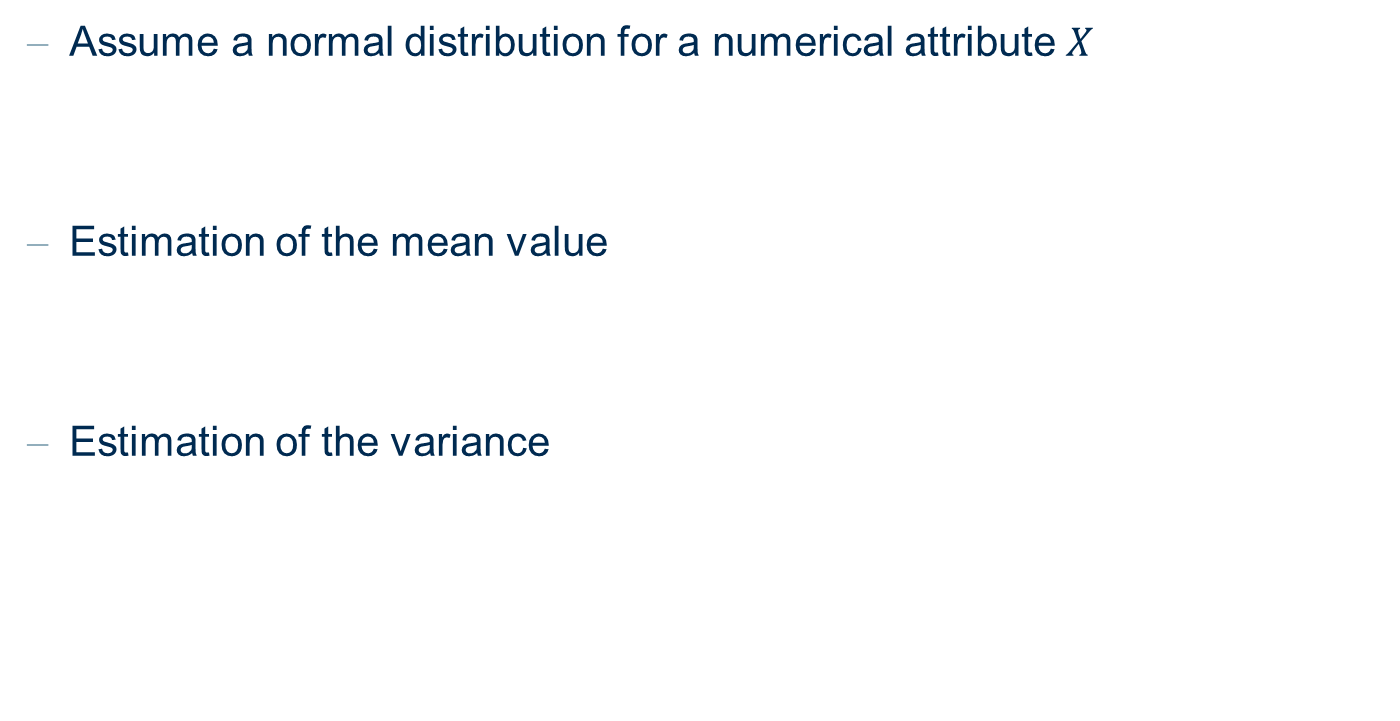 – Assume a normal distribution for a numerical attribute X
– Estimation of the mean value
– Estimation of the variance